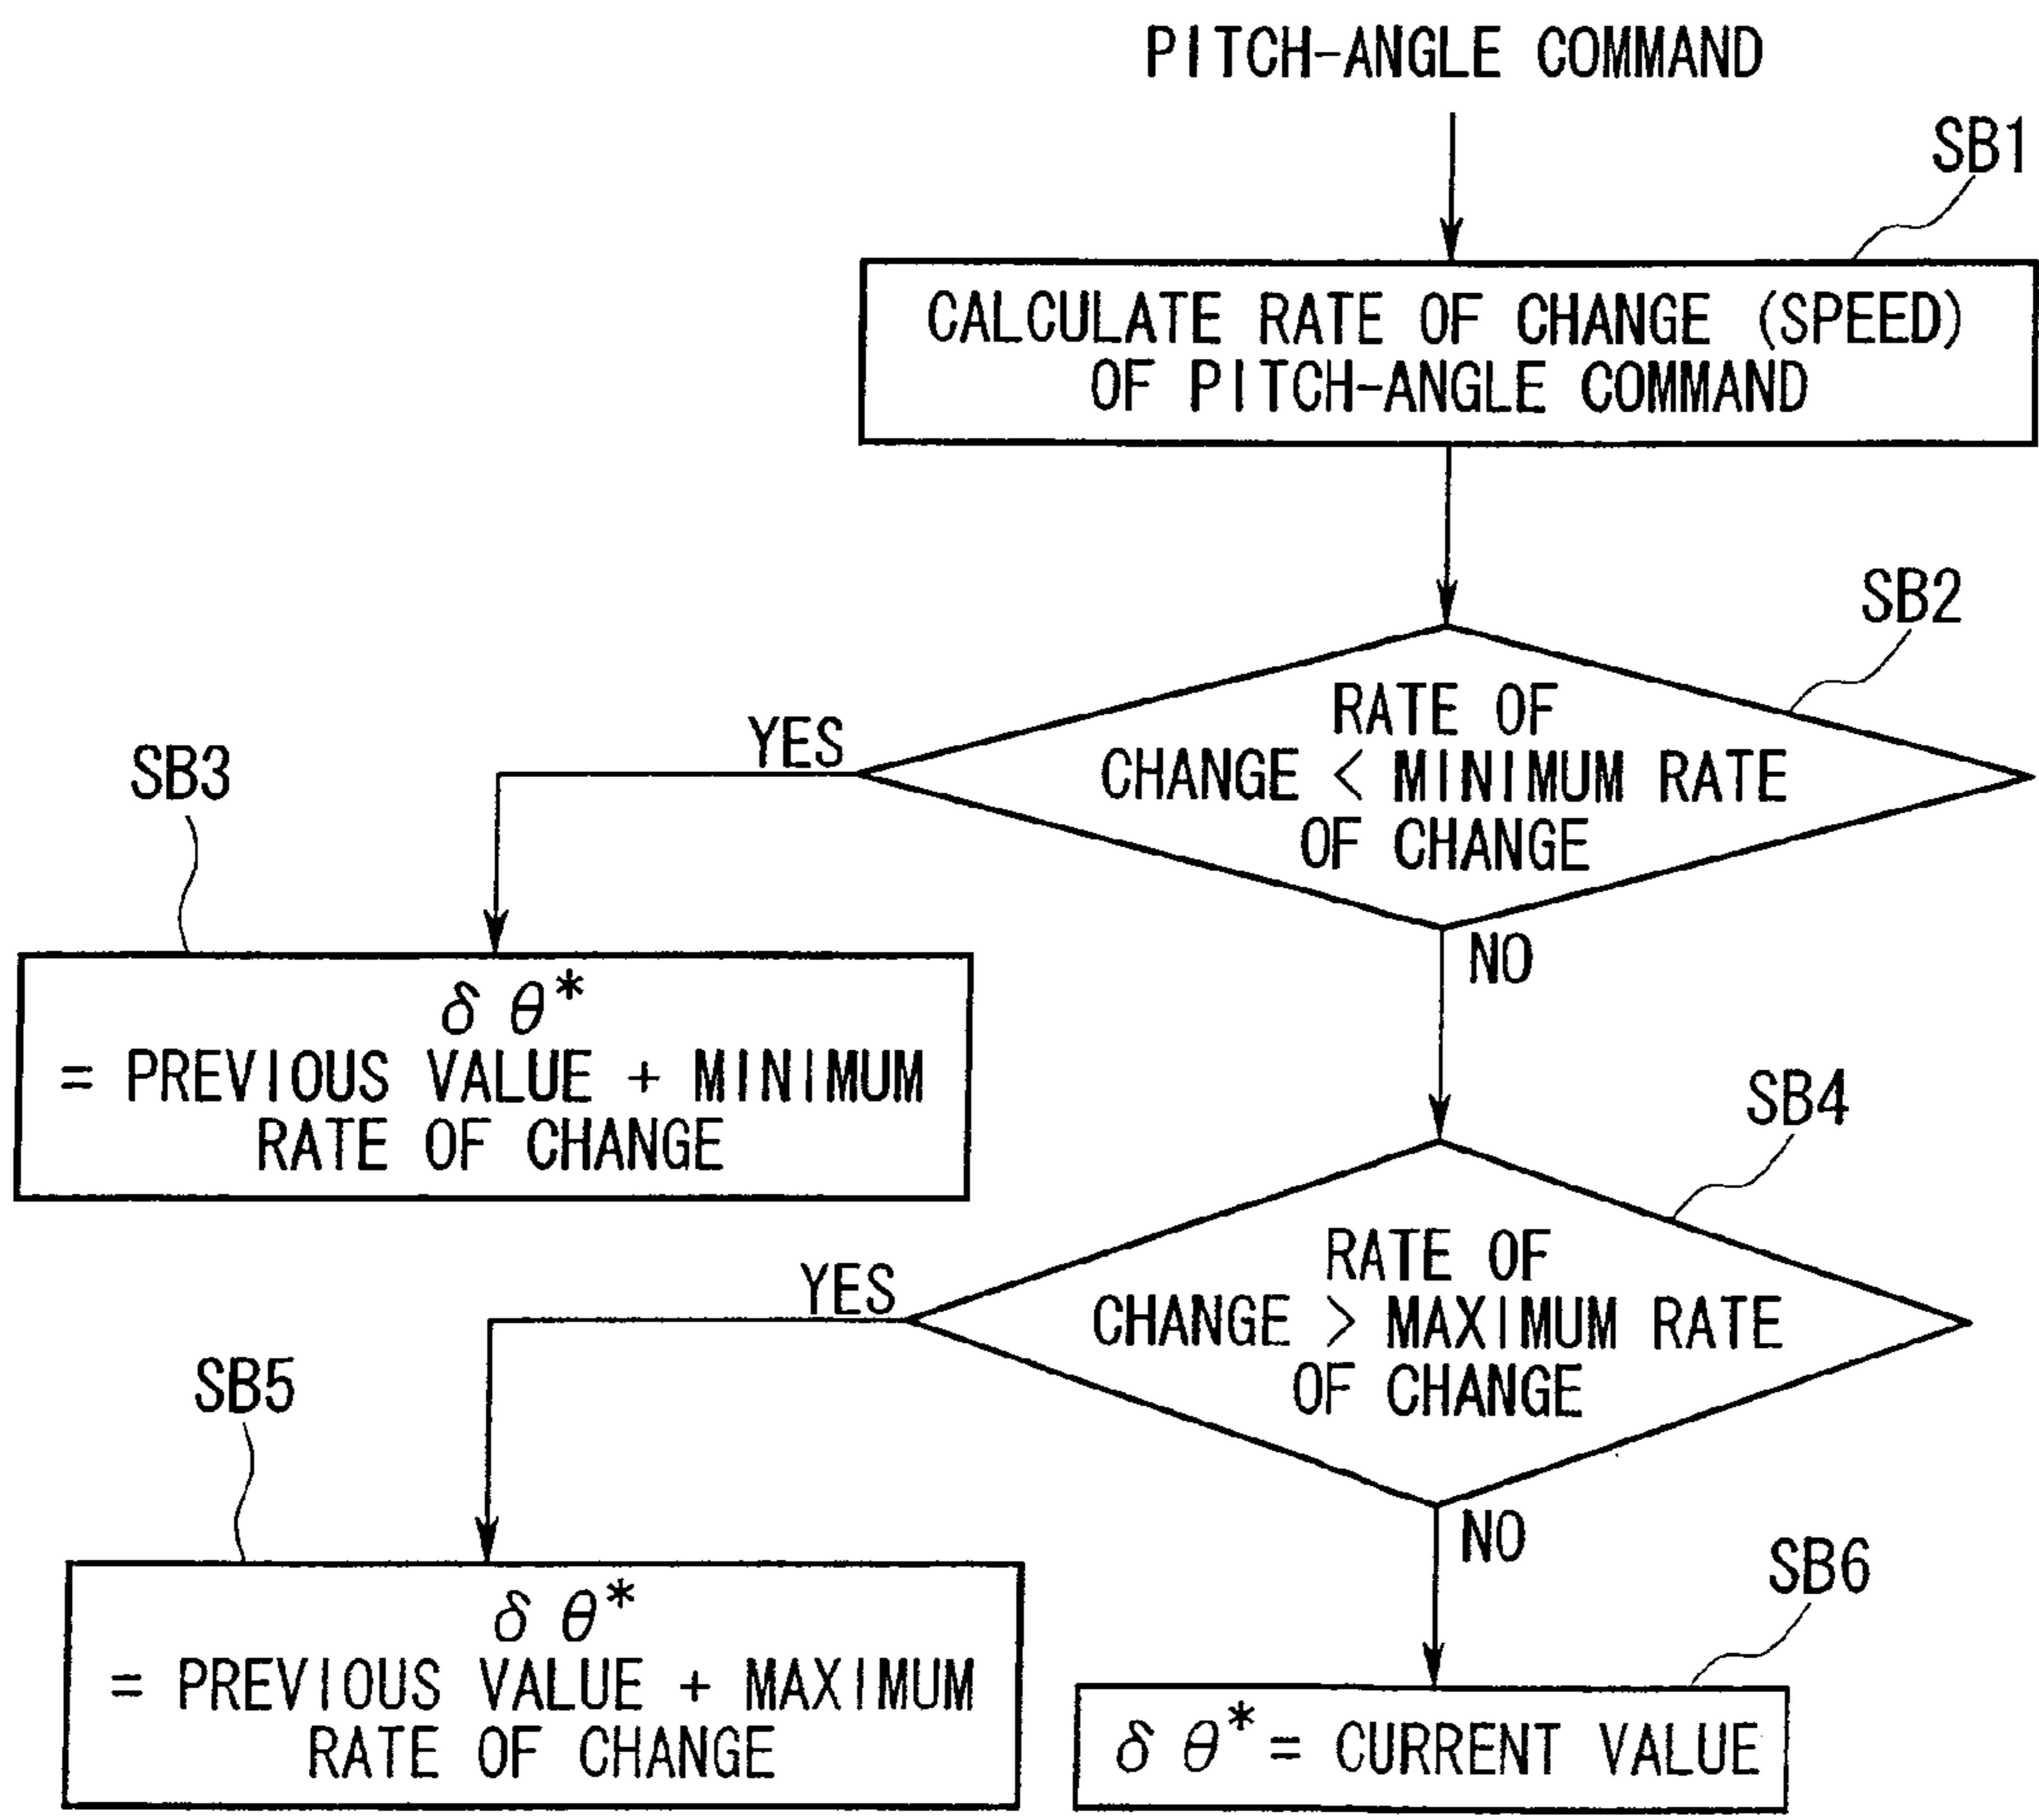 PITCH-ANGLE COMMAND
SB1
CALCULATE RATE OF CHANGE (SPEED)
OF PITCH-ANGLE COMMAND
SB2
RATE OF
CHANGE < MINIMUM RATE
OF CHANGE
YES
NO
SB3
δ θ*
= PREVIOUS VALUE + MINIMUM
RATE OF CHANGE
SB4
RATE OF
CHANGE > MAXIMUM RATE
OF CHANGE
YES
NO
SB5
δ θ*
= PREVIOUS VALUE + MAXIMUM
RATE OF CHANGE
SB6
δ θ* = CURRENT VALUE